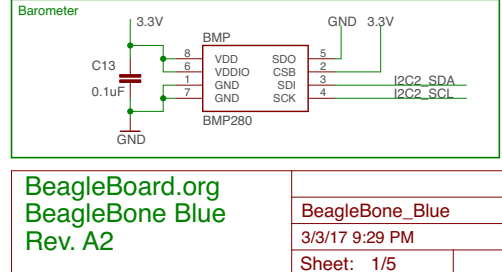 Barometer
3.3V
GND 3.3V
BMP
C13
0.1uF
8 VDD SDO 5
6 VDDIO CSB 2
1 GND SDI 3 I2C2_SDA
7 GND SCK 4 I2C2_SCL
BMP280
GND
BeagleBoard.org
BeagleBone Blue
Rev. A2
BeagleBone_Blue
3/3/17 9:29 PM
Sheet: 1/5